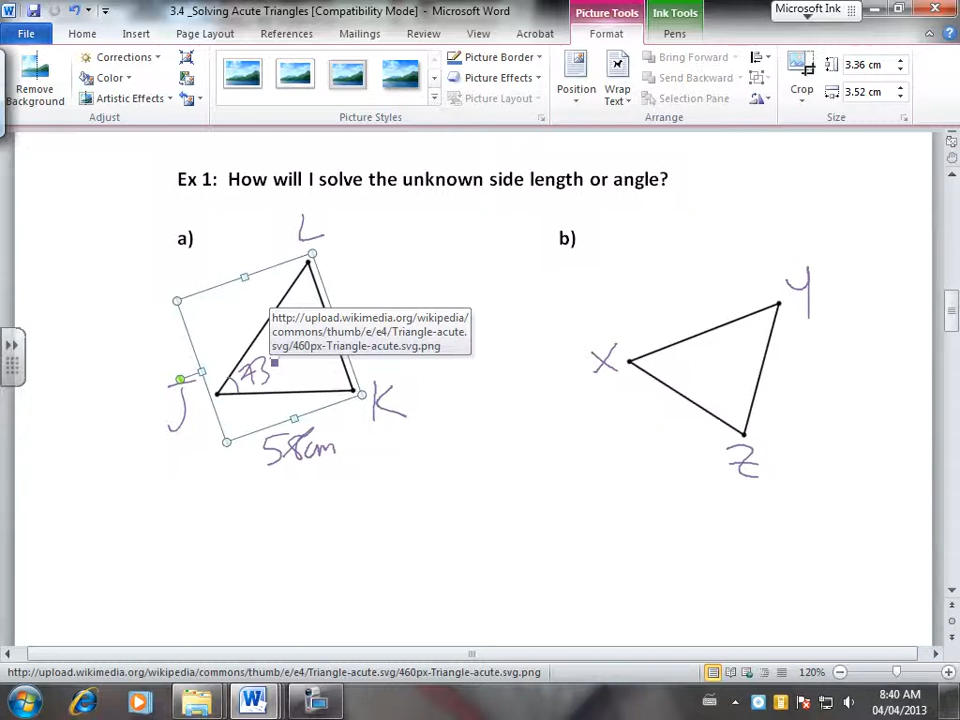 3.4 _Solving Acute Triangles [Compatibility Mode] - Microsoft Word
Picture Tools
Ink Tools
Microsoft Ink
File Home Insert Page Layout References Mailings Review View Acrobat Format Pens
Remove Background
Corrections
Color
Artistic Effects
Adjust
Picture Styles
Picture Border
Picture Effects
Picture Layout
Position
Wrap Text
Bring Forward
Send Backward
Selection Pane
Arrange
Crop
3.36 cm
3.52 cm
Size
Ex 1: How will I solve the unknown side length or angle?
a)
b)
L
Y
http://upload.wikimedia.org/wikipedia/
commons/thumb/e/e4/Triangle-acute.
svg/460px-Triangle-acute.svg.png
X
J
K
58cm
Z
http://upload.wikimedia.org/wikipedia/commons/thumb/e/e4/Triangle-acute.svg/460px-Triangle-acute.svg.png
120%
W
8:40 AM
04/04/2013